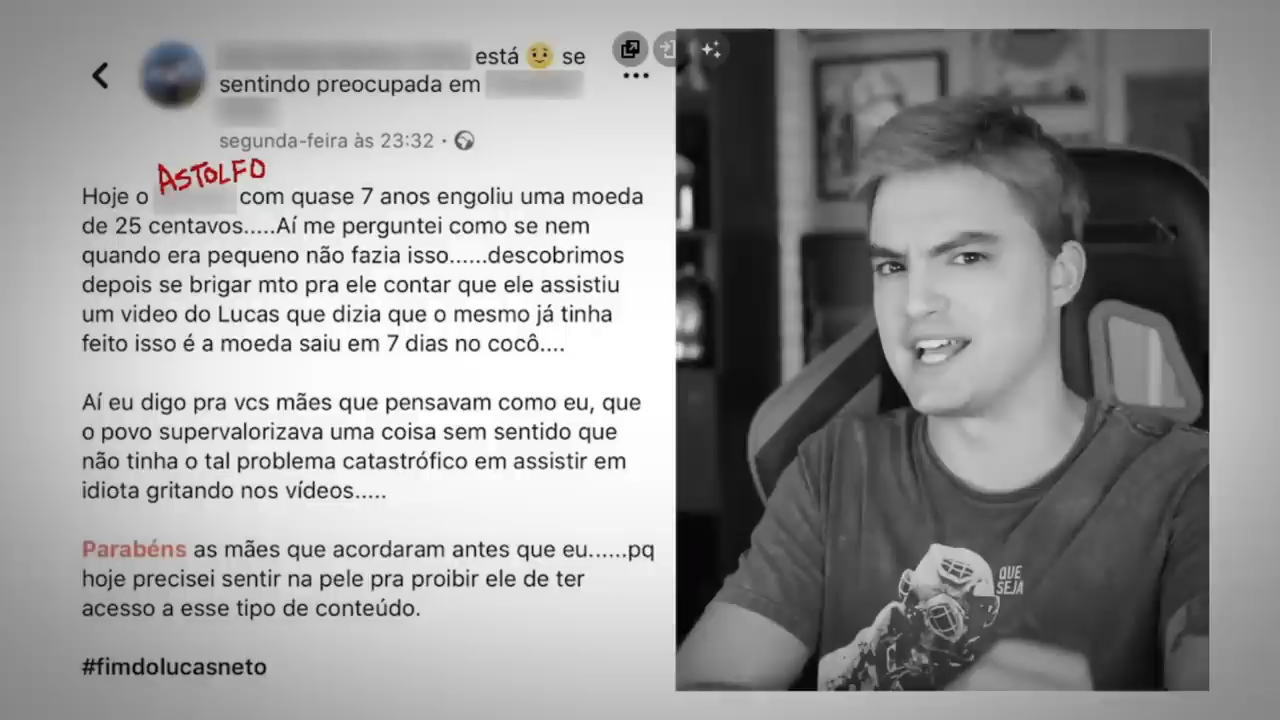 está 😟 se
sentindo preocupada em
segunda-feira às 23:32 ·
ASTOLFO
Hoje o com quase 7 anos engoliu uma moeda
de 25 centavos.....Aí me perguntei como se nem
quando era pequeno não fazia isso......descobrimos
depois se brigar mto pra ele contar que ele assistiu
um video do Lucas que dizia que o mesmo já tinha
feito isso é a moeda saiu em 7 dias no cocô....
Aí eu digo pra vcs mães que pensavam como eu, que
o povo supervalorizava uma coisa sem sentido que
não tinha o tal problema catastrófico em assistir em
idiota gritando nos vídeos.....
Parabéns as mães que acordaram antes que eu......pq
hoje precisei sentir na pele pra proibir ele de ter
acesso a esse tipo de conteúdo.
#fimdolucasneto
QUE
SEJA